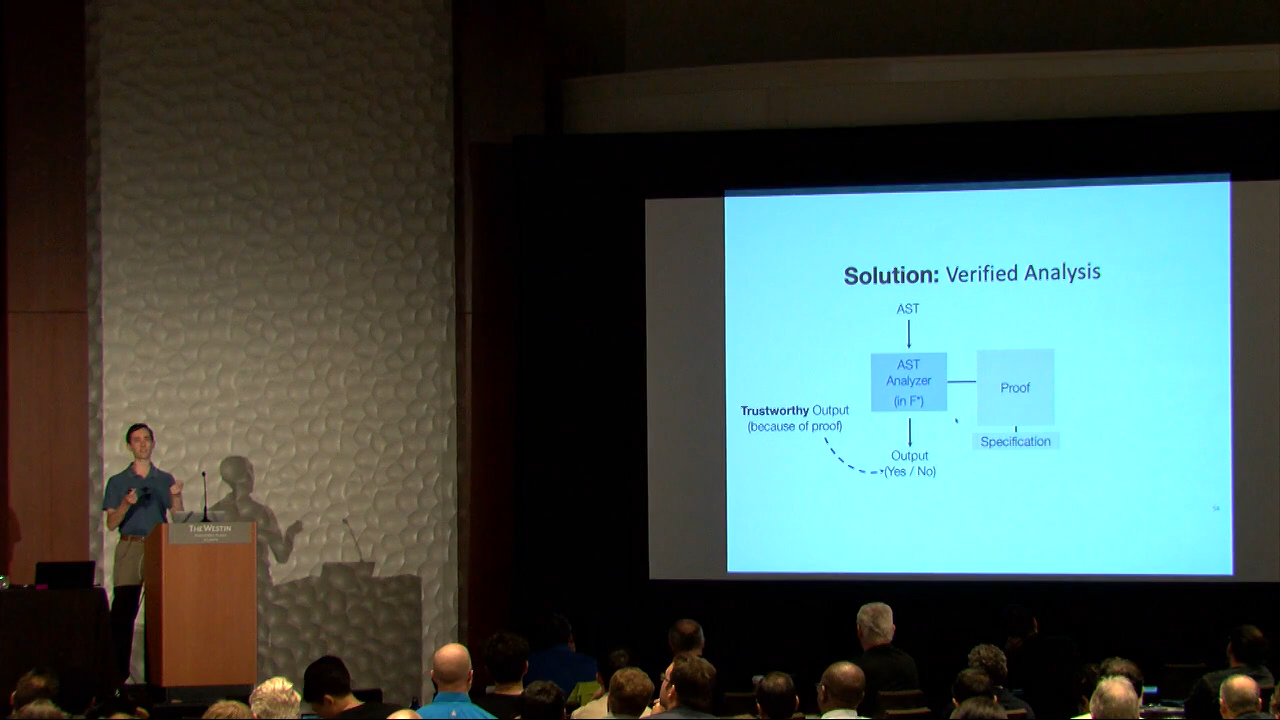 Solution: Verified Analysis
AST
AST
Analyzer
(in F*)
Proof
Trustworthy Output
(because of proof)
Specification
Output
(Yes / No)
THE WESTIN